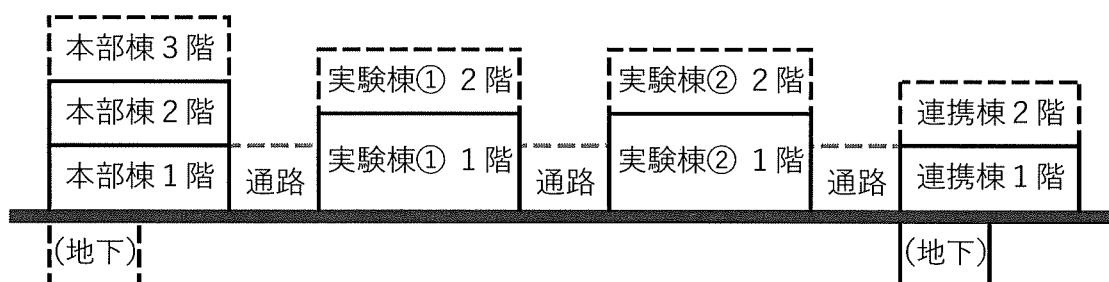 本部棟３階
本部棟２階
本部棟１階
通路
実験棟① ２階
実験棟① １階
通路
実験棟② ２階
実験棟② １階
通路
連携棟２階
連携棟１階
(地下)
(地下)